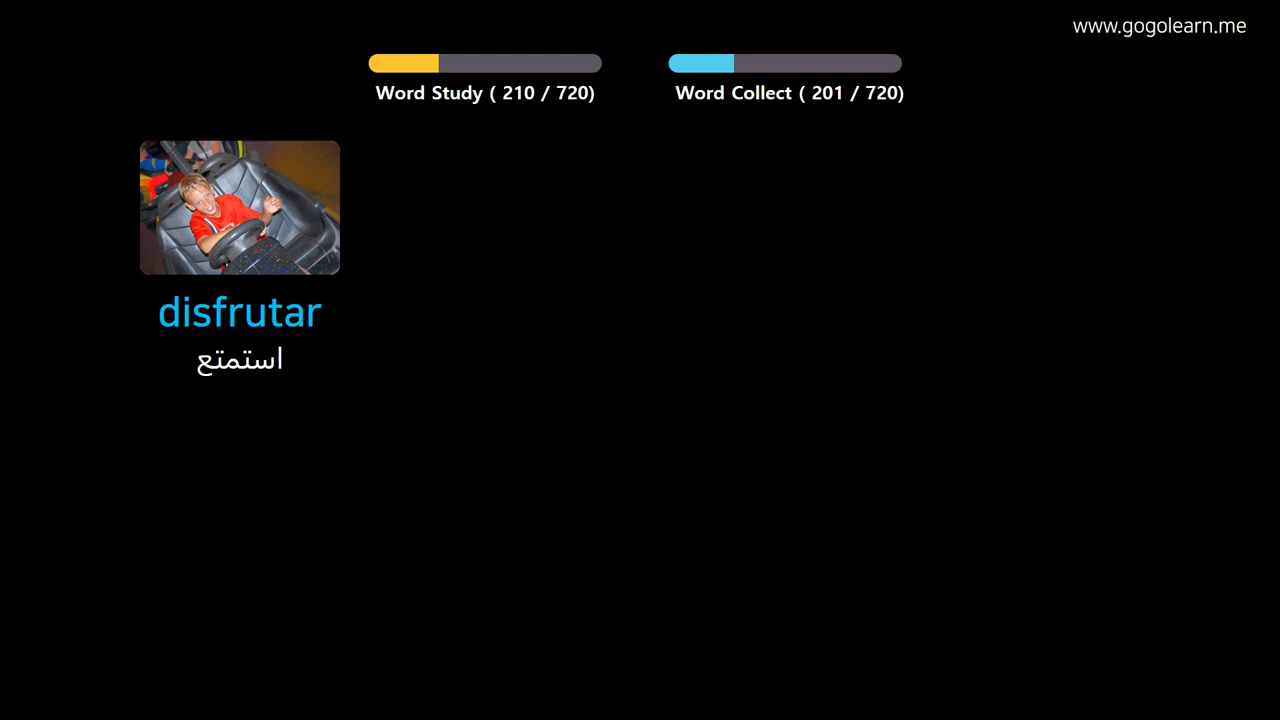 www.gogolearn.me
Word Study ( 210 / 720)
Word Collect ( 201 / 720)
disfrutar
استمتع